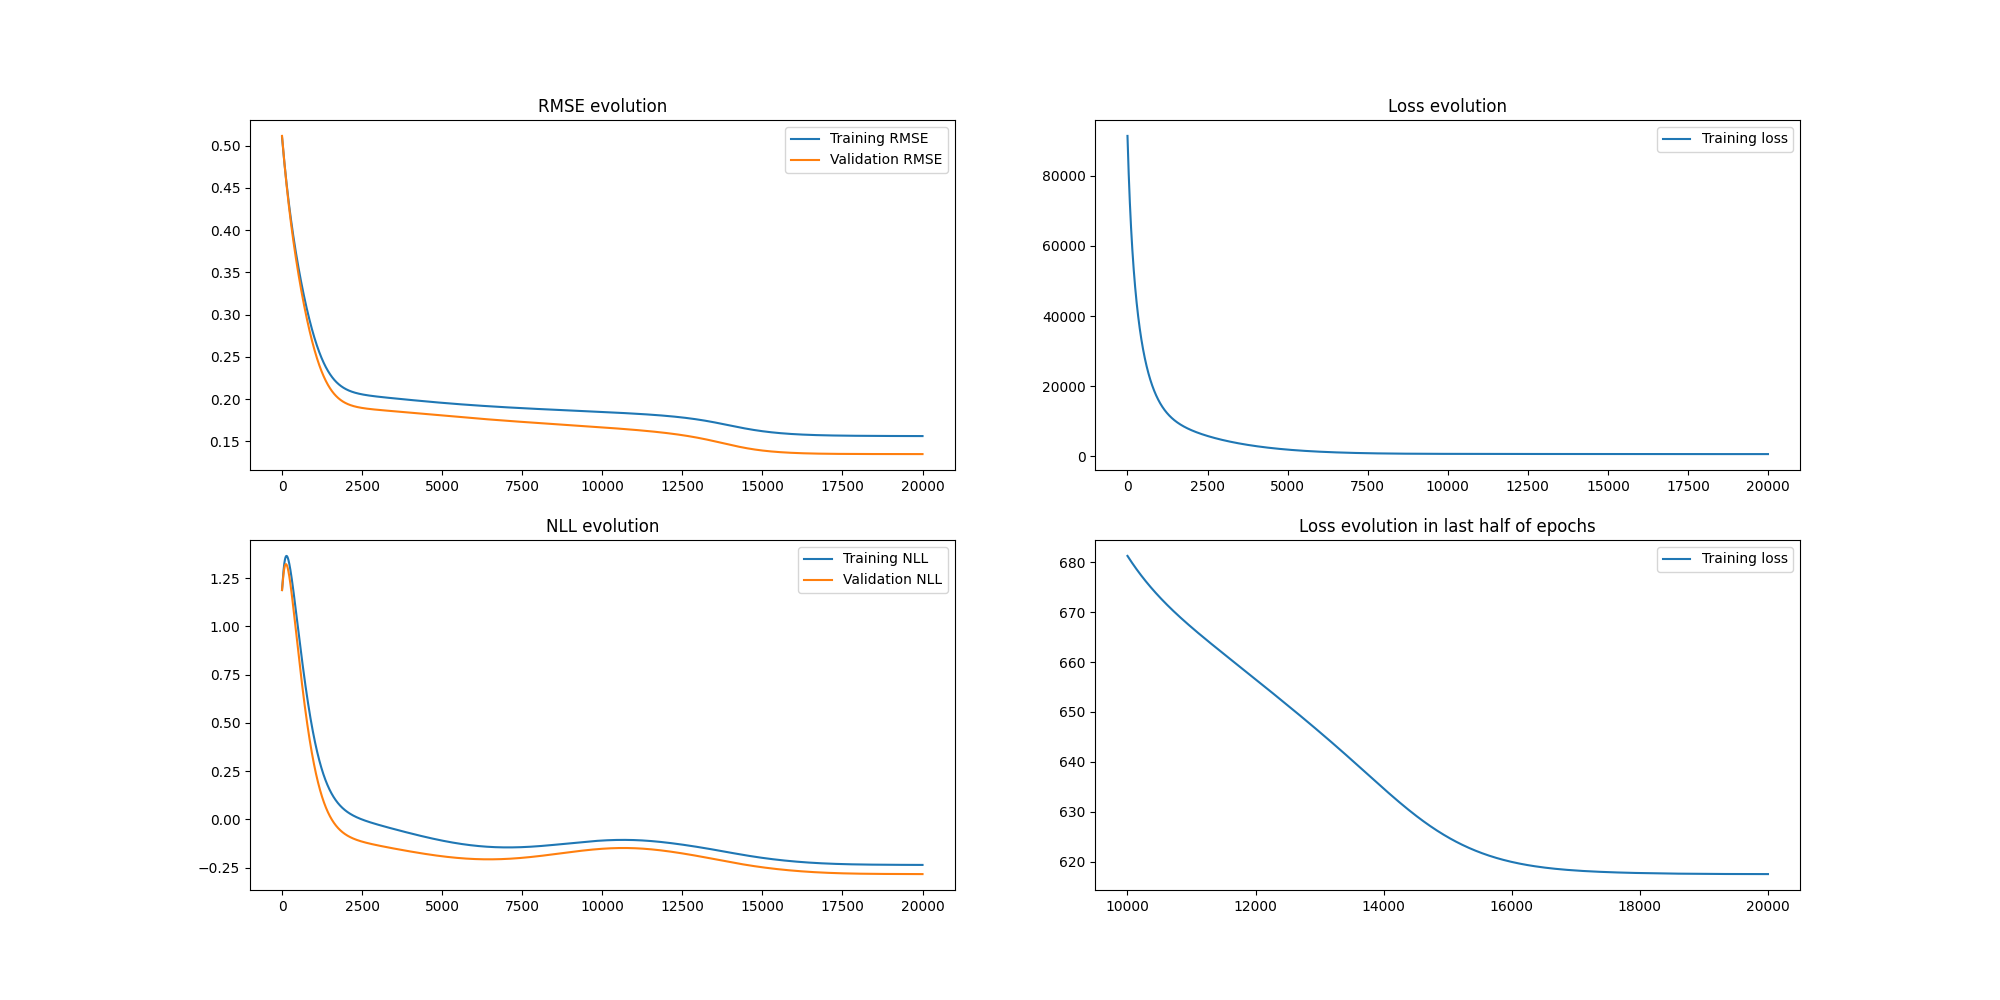 RMSE evolution
Training RMSE
Validation RMSE
0.50
0.45
0.40
0.35
0.30
0.25
0.20
0.15
0 2500 5000 7500 10000 12500 15000 17500 20000
Loss evolution
Training loss
80000
60000
40000
20000
0
0 2500 5000 7500 10000 12500 15000 17500 20000
NLL evolution
Training NLL
Validation NLL
1.25
1.00
0.75
0.50
0.25
0.00
−0.25
0 2500 5000 7500 10000 12500 15000 17500 20000
Loss evolution in last half of epochs
Training loss
680
670
660
650
640
630
620
10000 12000 14000 16000 18000 20000